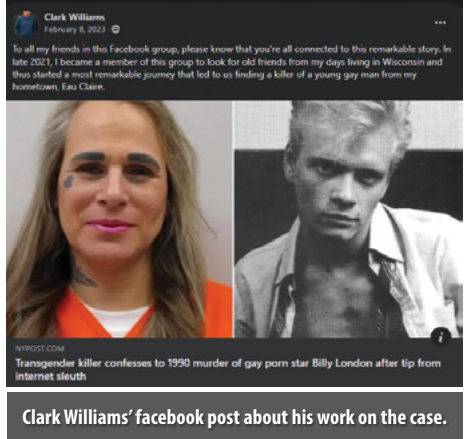 Clark Williams
February 8, 2023 ·
To all my friends in this Facebook group, please know that you're all connected to this remarkable story. In
late 2021, I became a member of this group to look for old friends from my days living in Wisconsin and
thus started a most remarkable journey that led to us finding a killer of a young gay man from my
hometown, Eau Claire.
NYPOST.COM
Transgender killer confesses to 1990 murder of gay porn star Billy London after tip from
internet sleuth
Clark Williams' facebook post about his work on the case.